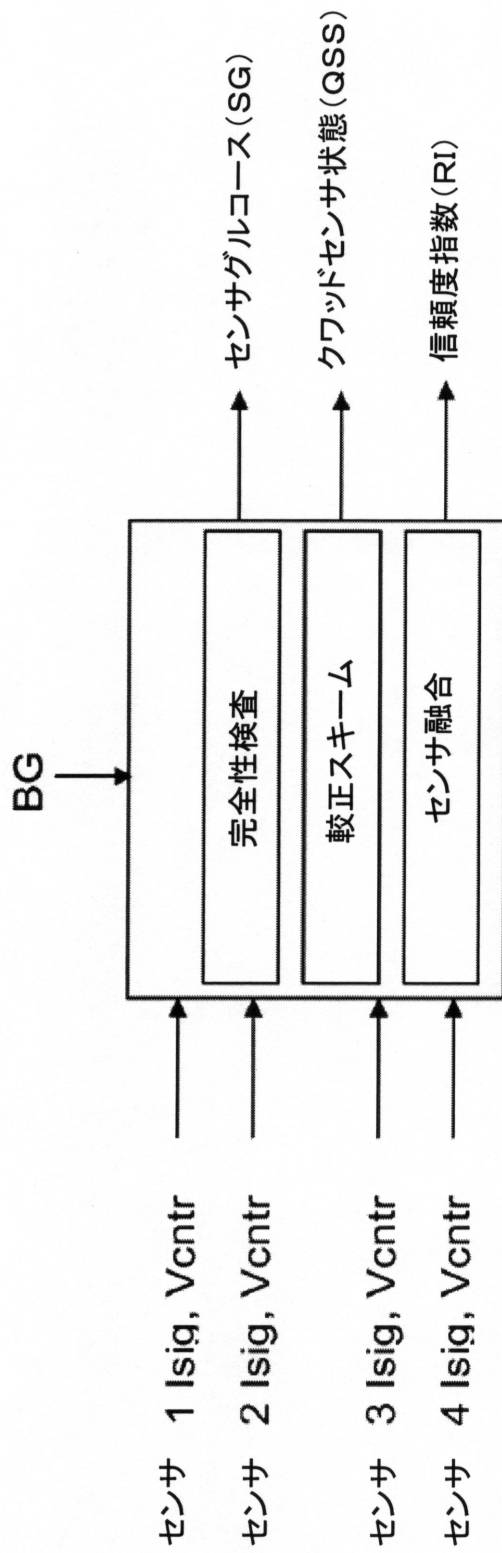 BG
センサ 1 Isig, Vcntr
センサ 2 Isig, Vcntr
センサ 3 Isig, Vcntr
センサ 4 Isig, Vcntr
完全性検査
較正スキーム
センサ融合
センサグルコース(SG)
クワッドセンサ状態(QSS)
信頼度指数(RI)